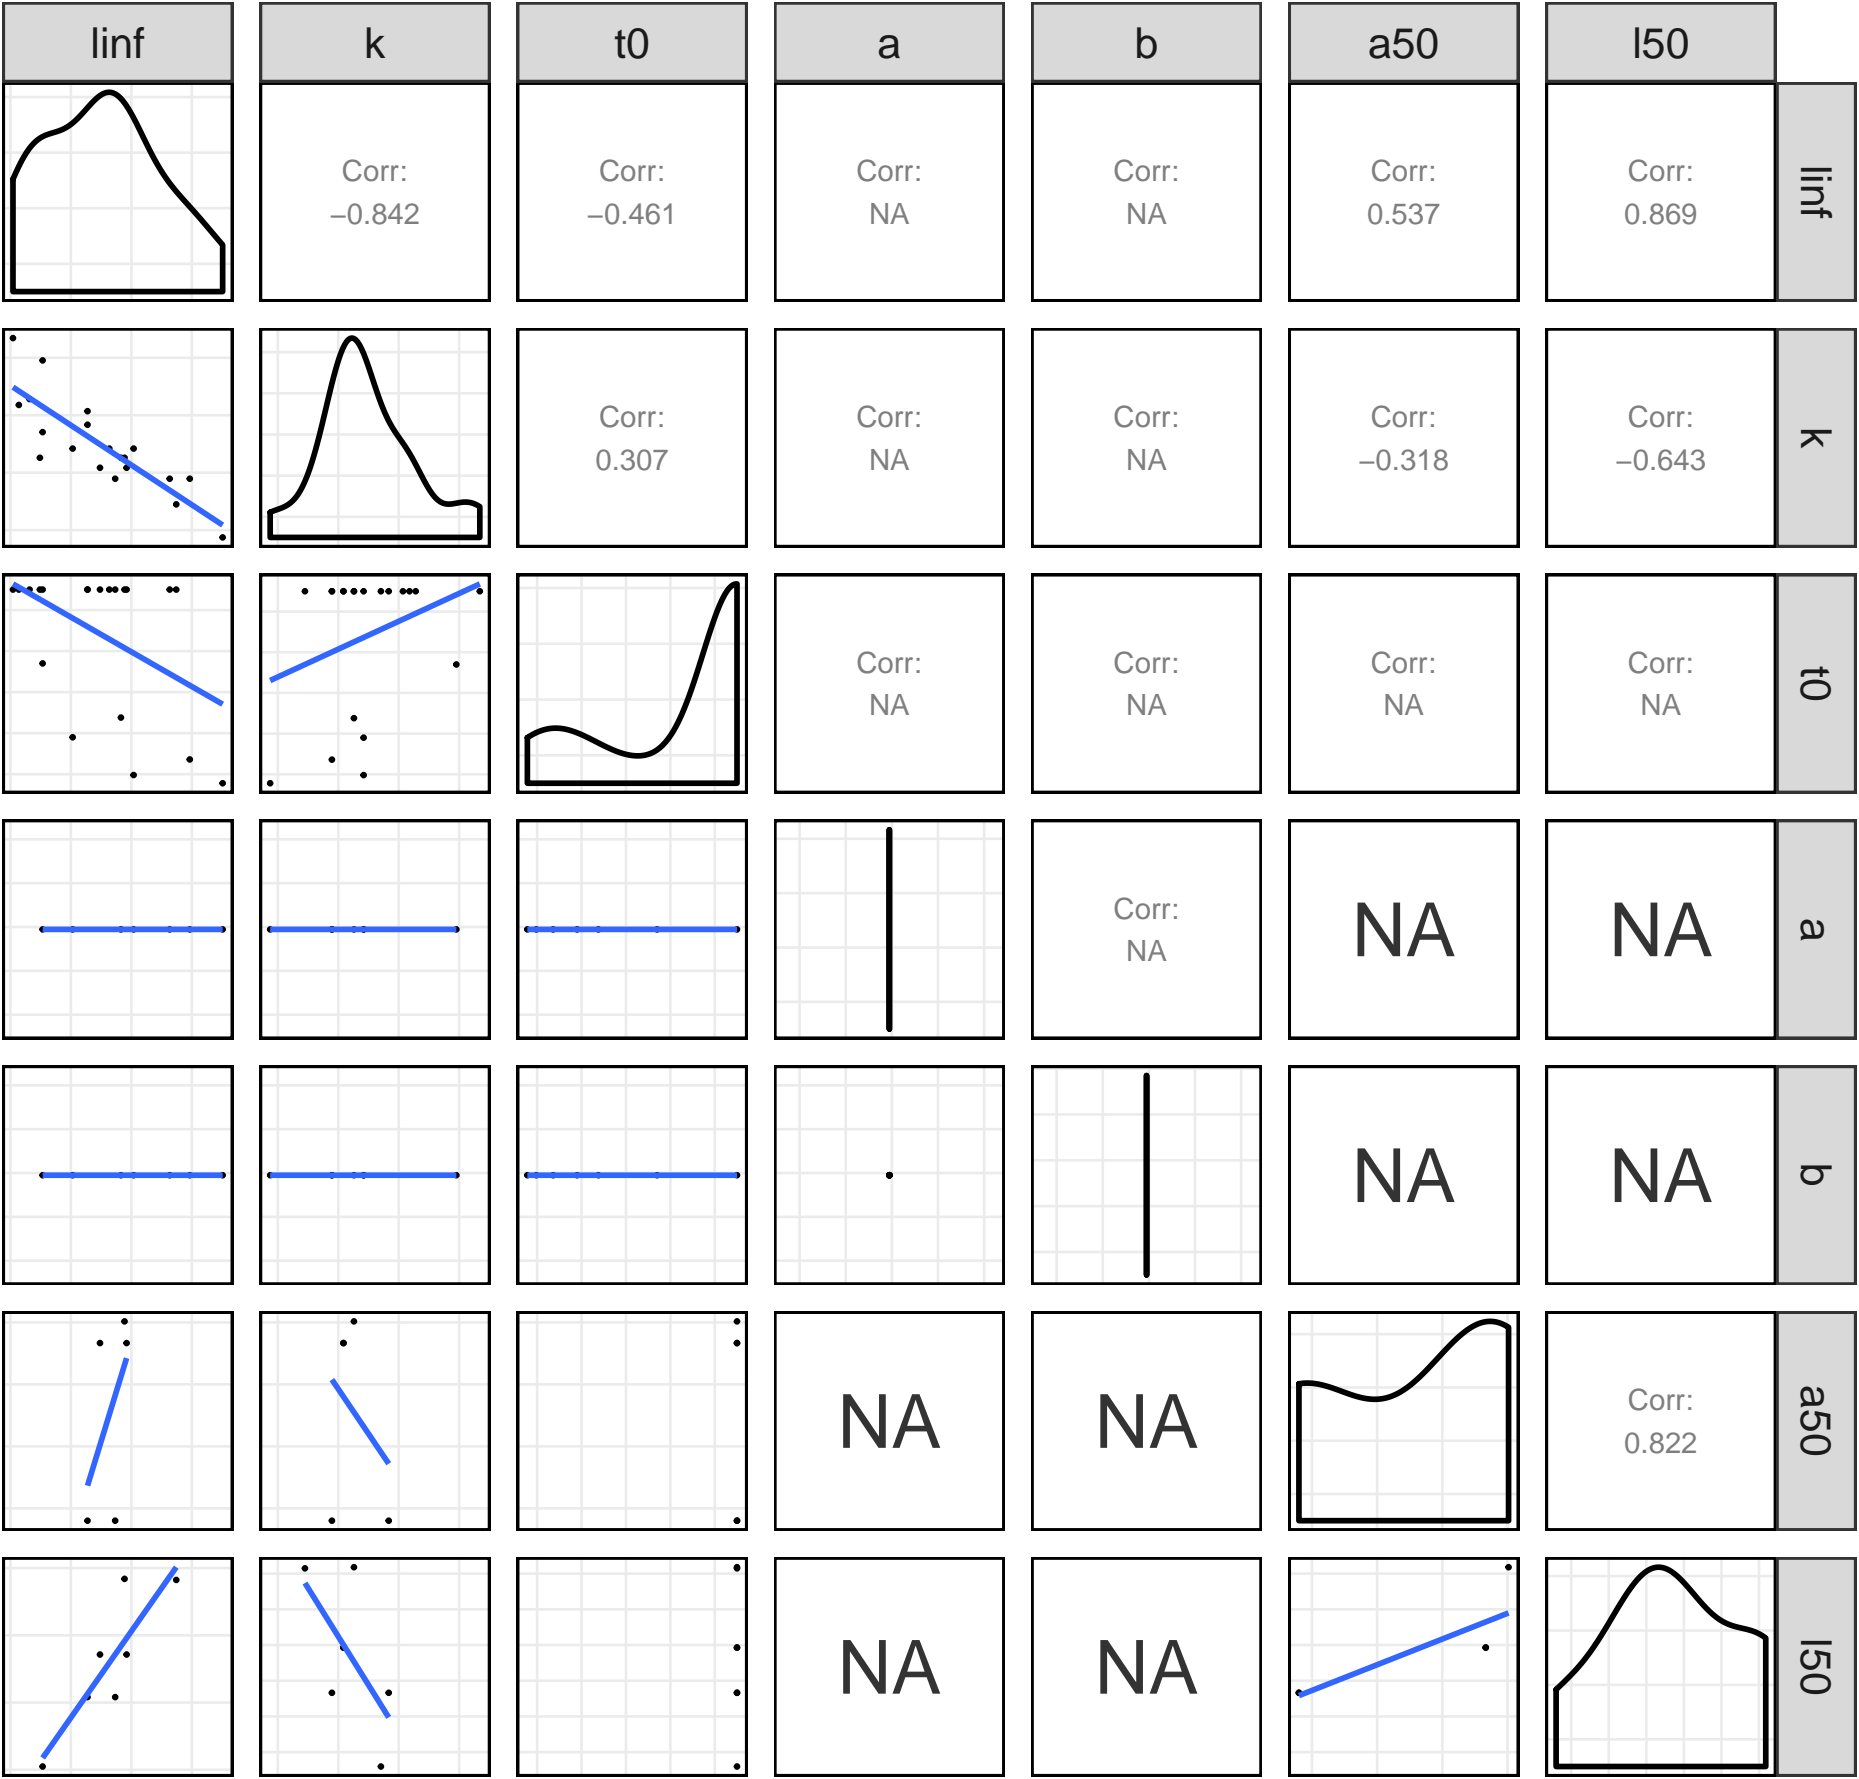 linf k t0 a b a50 l50
Corr: Corr: Corr: Corr: Corr: Corr:
−0.842 −0.461 NA NA 0.537 0.869
linf
Corr: Corr: Corr: Corr: Corr:
0.307 NA NA −0.318 −0.643
k
Corr: Corr: Corr: Corr:
NA NA NA NA
t0
Corr:
NA
NA NA
a
NA NA
b
NA NA
Corr:
0.822
a50
NA NA
l50